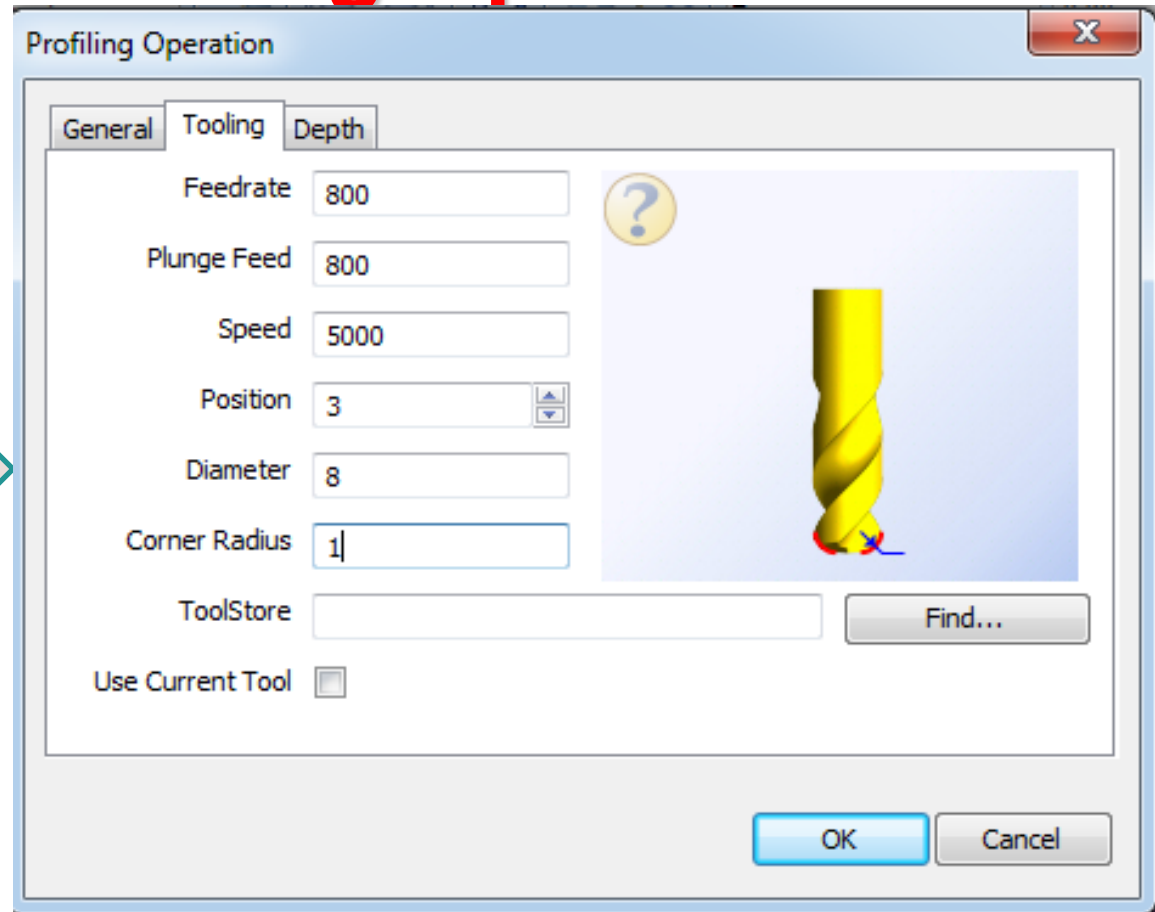 Profiling Operation
General Tooling Depth
Feedrate 800
Plunge Feed 800
Speed 5000
Position 3
Diameter 8
Corner Radius 1
ToolStore Find...
Use Current Tool
OK Cancel